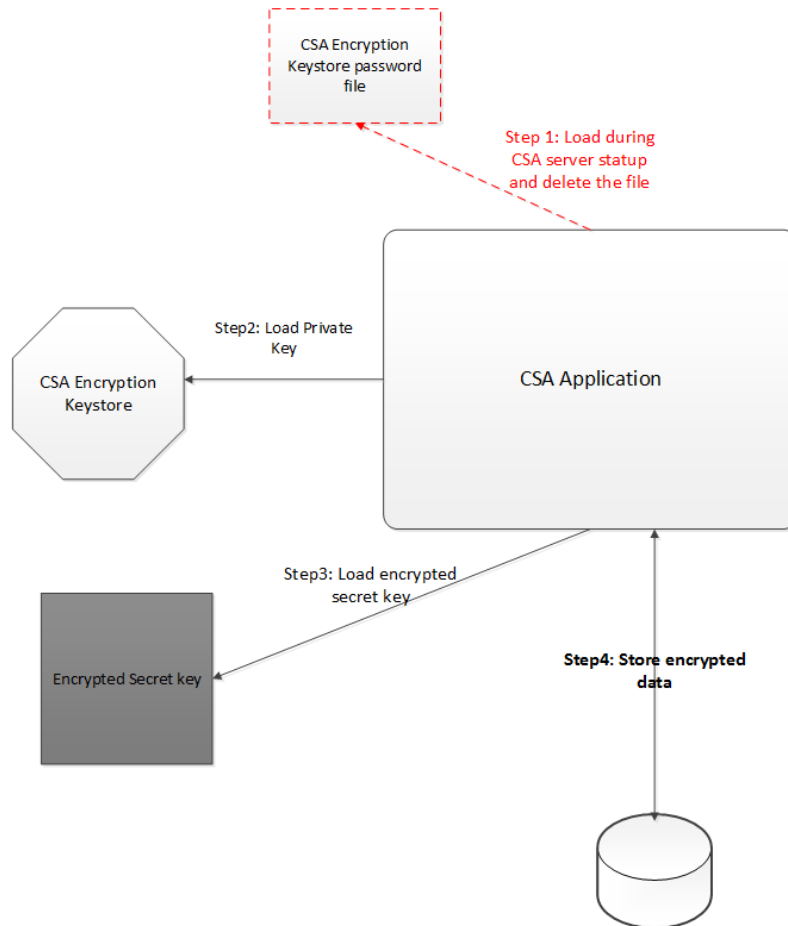 CSA Encryption
Keystore password
file
Step 1: Load during
CSA server statup
and delete the file
Step2: Load Private
Key
CSA Encryption
Keystore
CSA Application
Step3: Load encrypted
secret key
Encrypted Secret key
Step4: Store encrypted
data